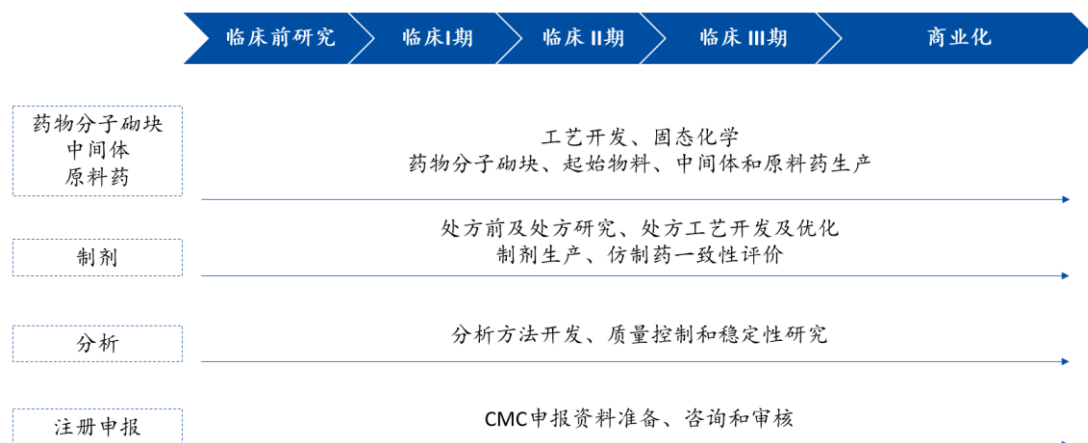 临床前研究
临床I期
临床 II期
临床 III期
商业化
药物分子砌块
中间体
原料药
工艺开发、固态化学
药物分子砌块、起始物料、中间体和原料药生产
制剂
处方前及处方研究、处方工艺开发及优化
制剂生产、仿制药一致性评价
分析
分析方法开发、质量控制和稳定性研究
注册申报
CMC申报资料准备、咨询和审核